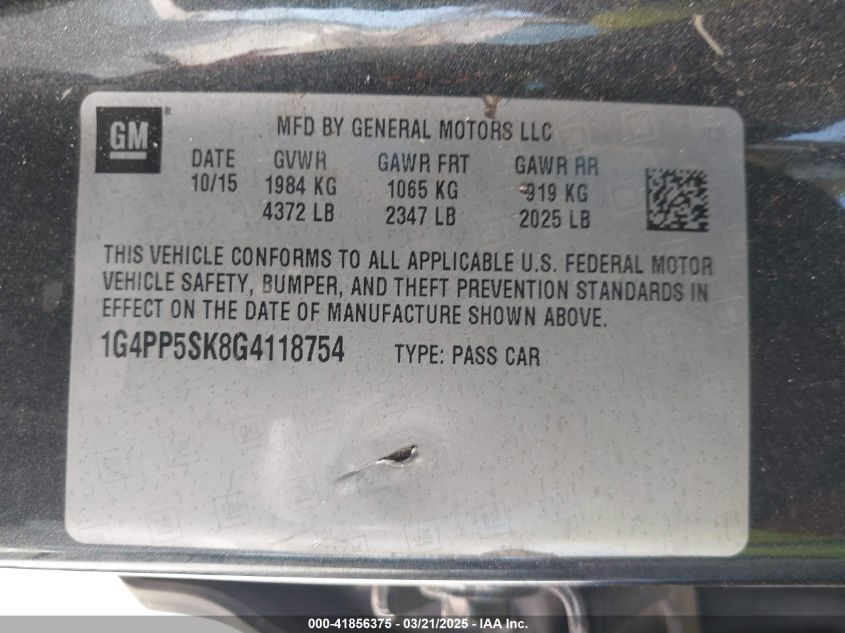 GM
MFD BY GENERAL MOTORS LLC
DATE GVWR GAWR FRT GAWR RR
10/15 1984 KG 1065 KG 919 KG
4372 LB 2347 LB 2025 LB
THIS VEHICLE CONFORMS TO ALL APPLICABLE U.S. FEDERAL MOTOR
VEHICLE SAFETY, BUMPER, AND THEFT PREVENTION STANDARDS IN
EFFECT ON THE DATE OF MANUFACTURE SHOWN ABOVE.
1G4PP5SK8G4118754 TYPE: PASS CAR
000-41856375 - 03/21/2025 - IAA Inc.